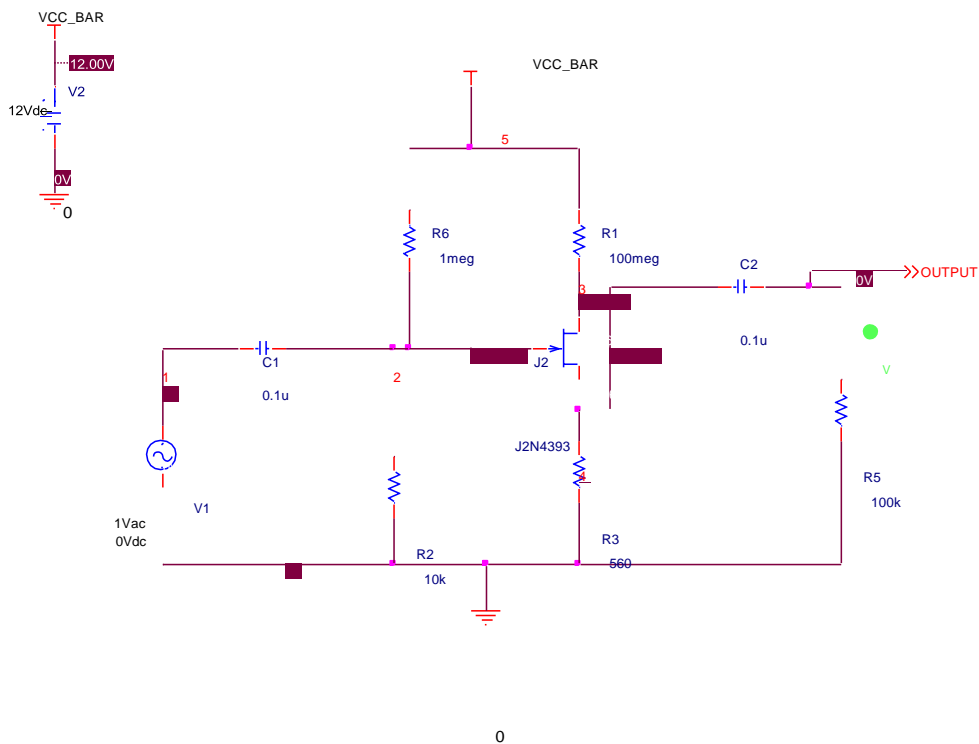 VCC_BAR
12.00V
V2
12Vdc
0V
0
VCC_BAR
5
R6
1meg
R1
100meg
C2
0.1u
OUTPUT
0V
3
V
C1
0.1u
1
2
J2
J2N4393
4
V1
1Vac
0Vdc
R2
10k
R3
560
R5
100k
0